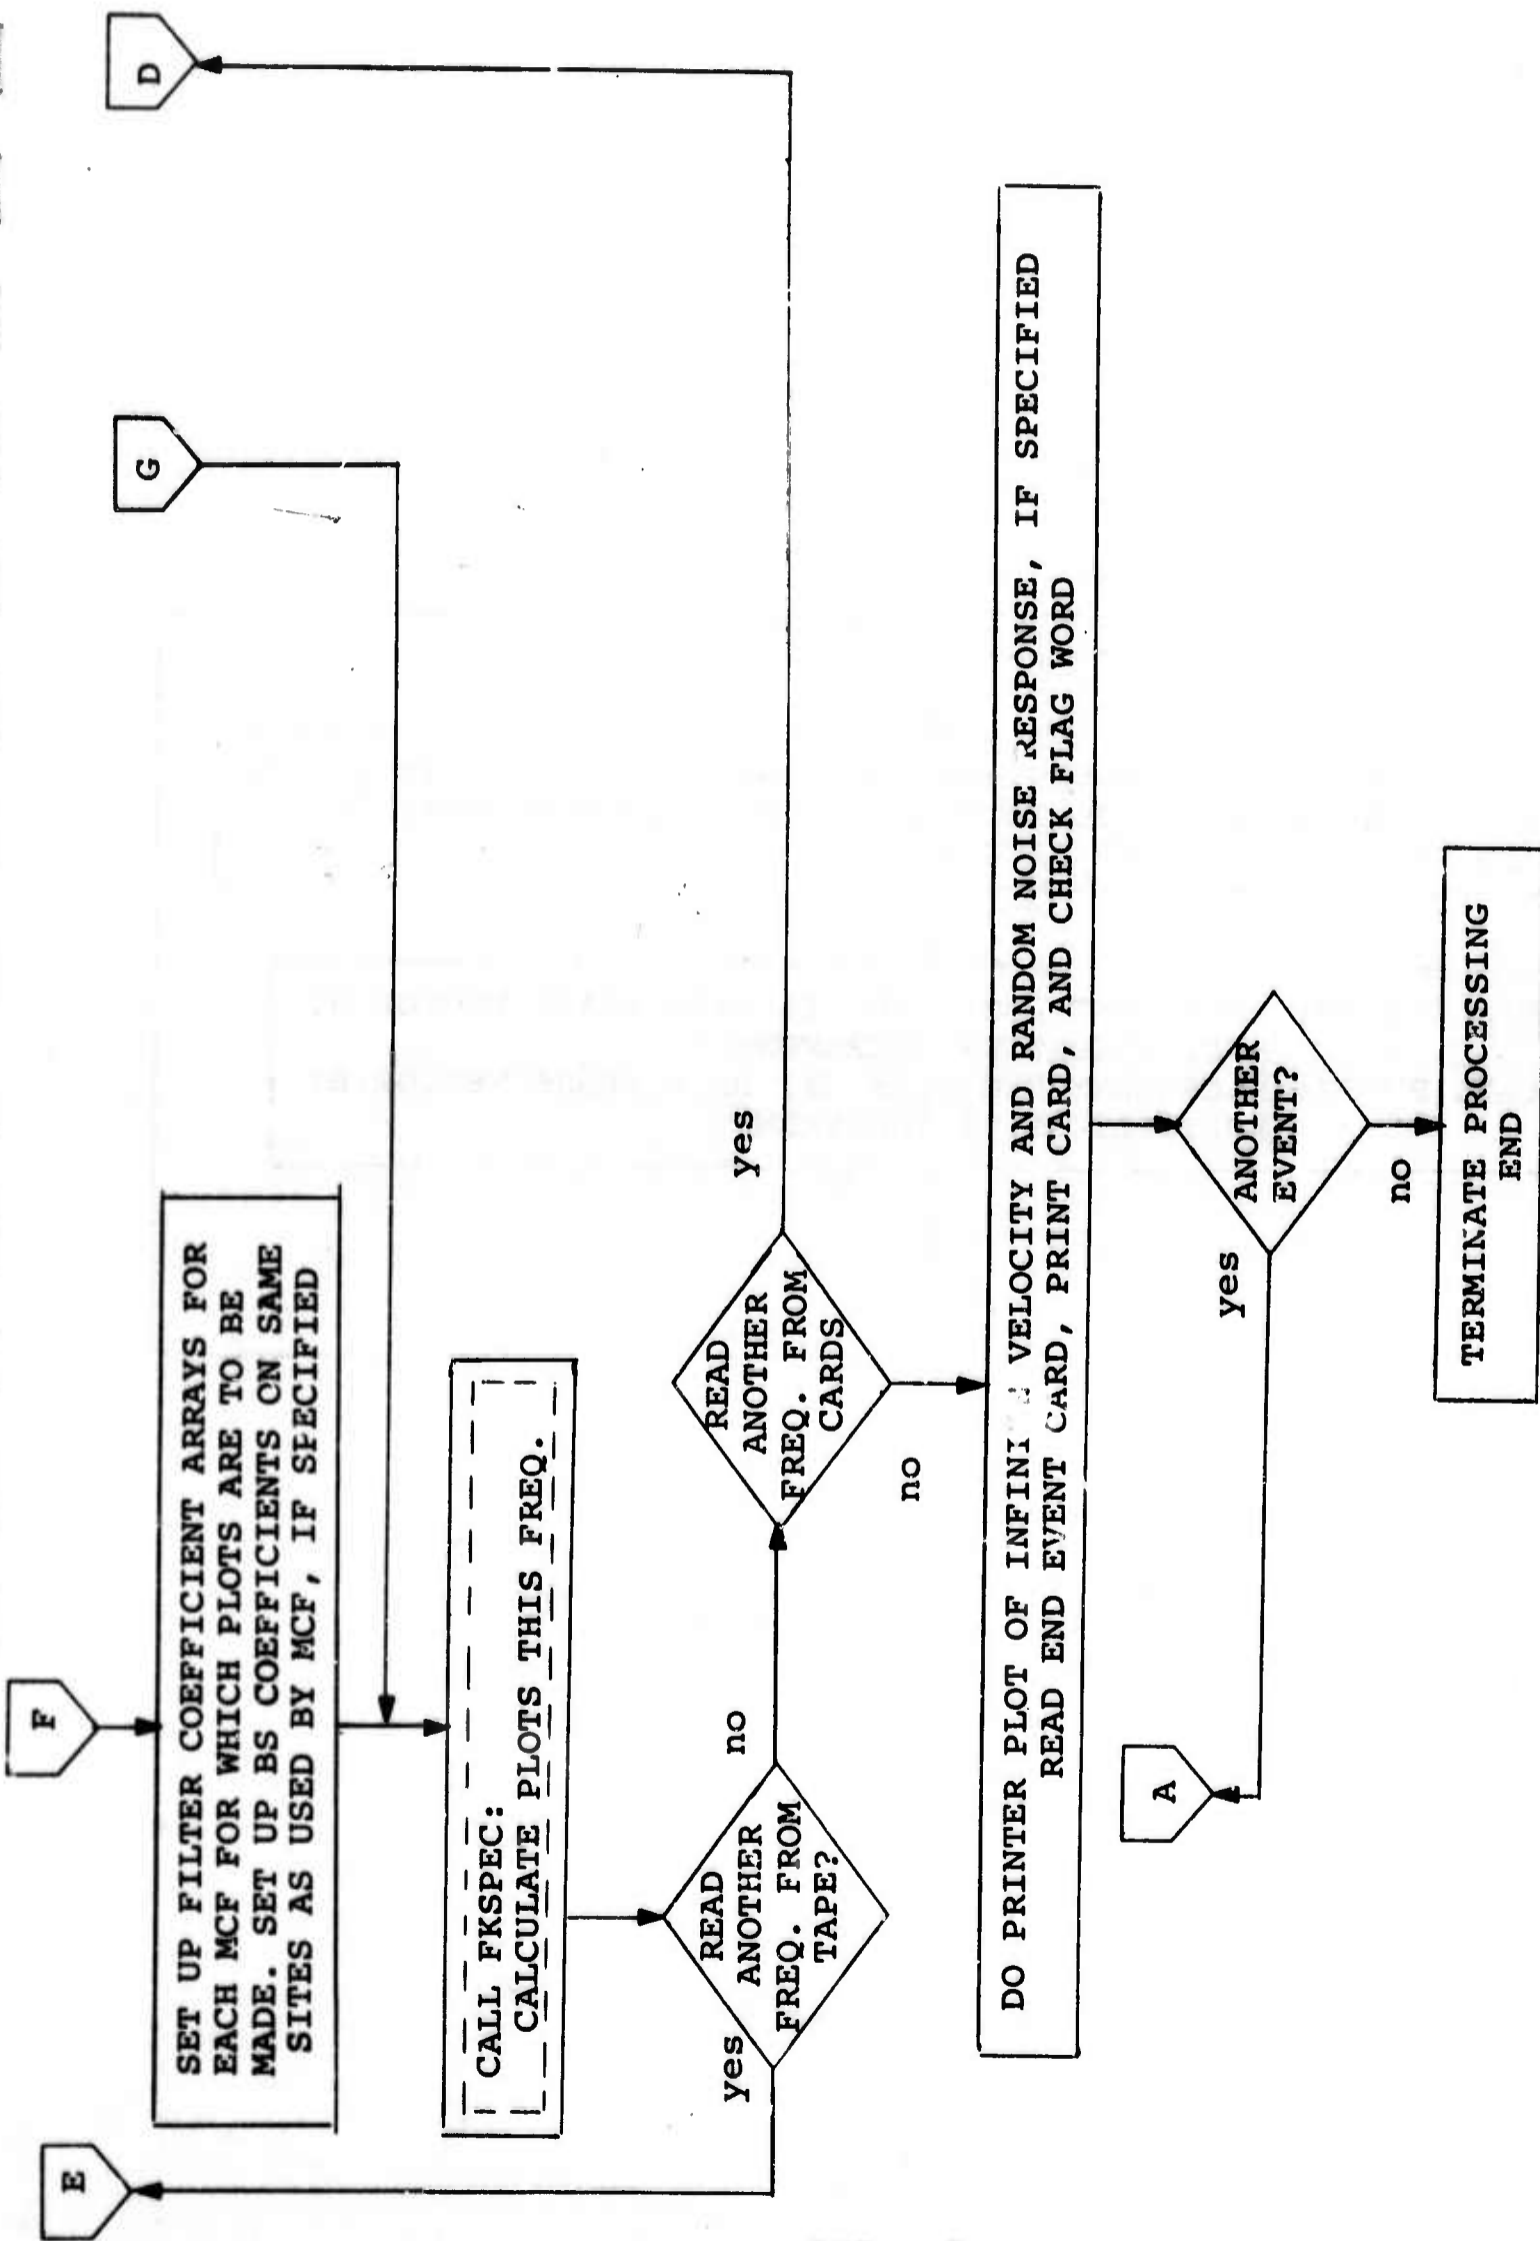 F
SET UP FILTER COEFFICIENT ARRAYS FOR
EACH MCF FOR WHICH PLOTS ARE TO BE
MADE. SET UP BS COEFFICIENTS ON SAME
SITES AS USED BY MCF, IF SPECIFIED
E
G
D
CALL FKSPEC:
CALCULATE PLOTS THIS FREQ.
READ
ANOTHER
FREQ. FROM
TAPE?
yes
no
READ
ANOTHER
FREQ. FROM
CARDS
yes
no
DO PRINTER PLOT OF VELOCITY AND RANDOM NOISE RESPONSE, IF SPECIFIED
READ END EVENT CARD, PRINT CARD, AND CHECK FLAG WORD
A
yes
ANOTHER
EVENT?
no
TERMINATE PROCESSING
END